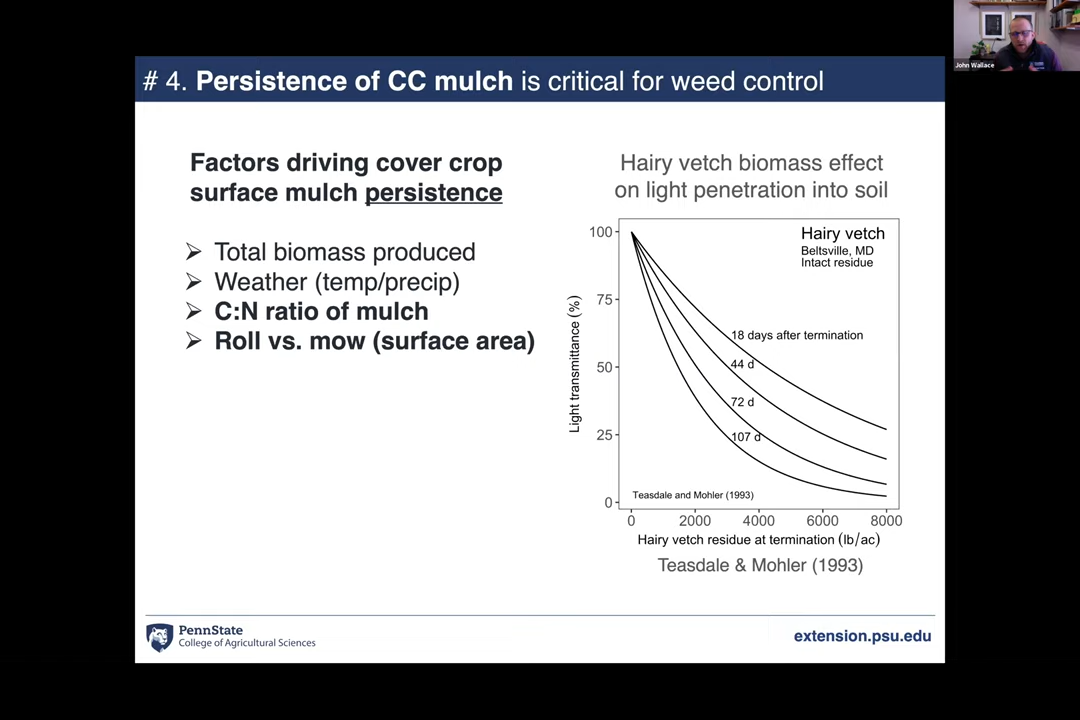 John Wallace
# 4. Persistence of CC mulch is critical for weed control
Factors driving cover crop
surface mulch persistence
➢ Total biomass produced
➢ Weather (temp/precip)
➢ C:N ratio of mulch
➢ Roll vs. mow (surface area)
Hairy vetch biomass effect
on light penetration into soil
Hairy vetch
Beltsville, MD
Intact residue
Light transmittance (%)
100
75
50
25
0
18 days after termination
44 d
72 d
107 d
Teasdale and Mohler (1993)
0 2000 4000 6000 8000
Hairy vetch residue at termination (lb/ac)
Teasdale & Mohler (1993)
PennState
College of Agricultural Sciences
extension.psu.edu